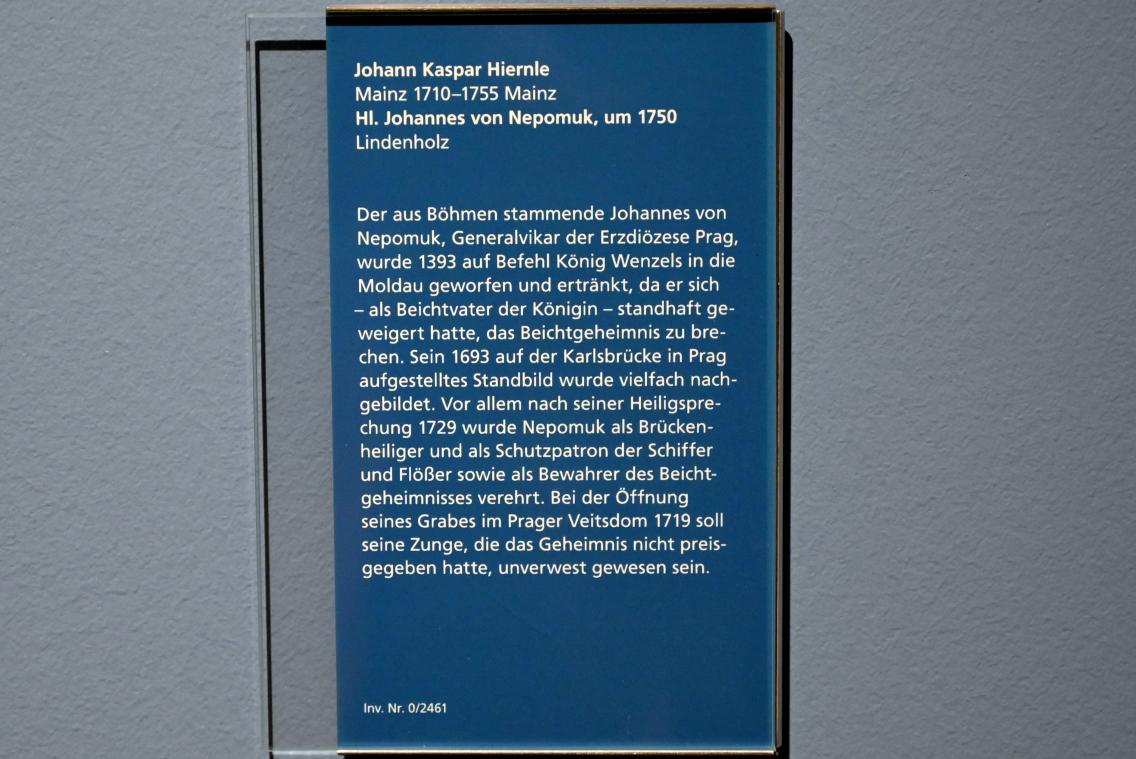 Johann Kaspar Hiernle
Mainz 1710–1755 Mainz
Hl. Johannes von Nepomuk, um 1750
Lindenholz
Der aus Böhmen stammende Johannes von
Nepomuk, Generalvikar der Erzdiözese Prag,
wurde 1393 auf Befehl König Wenzels in die
Moldau geworfen und ertränkt, da er sich
– als Beichtvater der Königin – standhaft ge-
weigert hatte, das Beichtgeheimnis zu bre-
chen. Sein 1693 auf der Karlsbrücke in Prag
aufgestelltes Standbild wurde vielfach nach-
gebildet. Vor allem nach seiner Heiligspre-
chung 1729 wurde Nepomuk als Brücken-
heiliger und als Schutzpatron der Schiffer
und Flößer sowie als Bewahrer des Beicht-
geheimnisses verehrt. Bei der Öffnung
seines Grabes im Prager Veitsdom 1719 soll
seine Zunge, die das Geheimnis nicht preis-
gegeben hatte, unverwest gewesen sein.
Inv. Nr. 0/2461